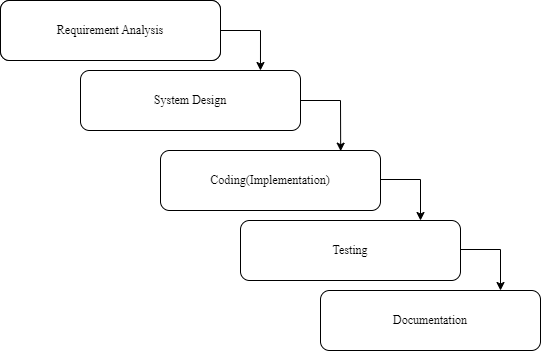 Requirement Analysis
System Design
Coding(Implementation)
Testing
Documentation